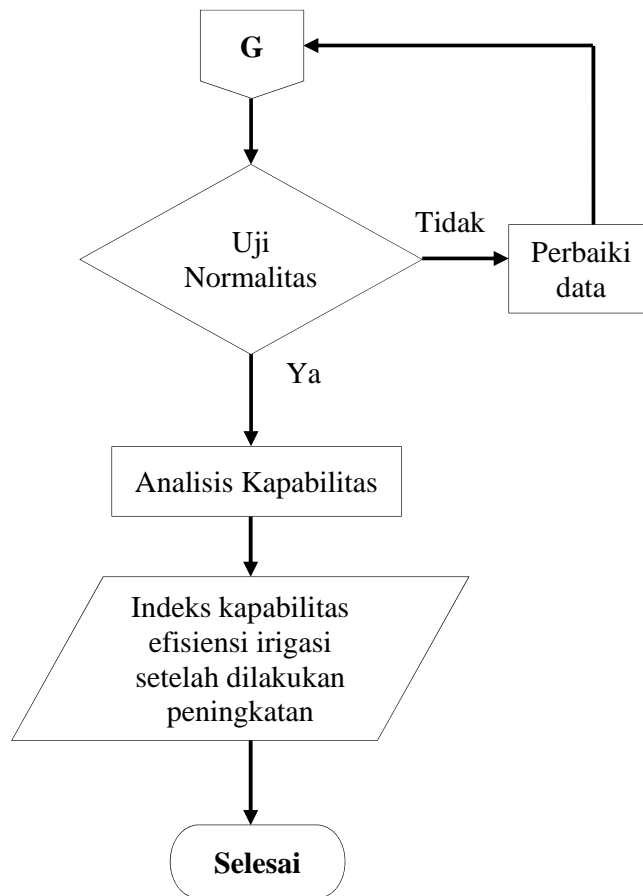 G
Uji
Normalitas
Tidak
Perbaiki
data
Ya
Analisis Kapabilitas
Indeks kapabilitas
efisiensi irigasi
setelah dilakukan
peningkatan
Selesai